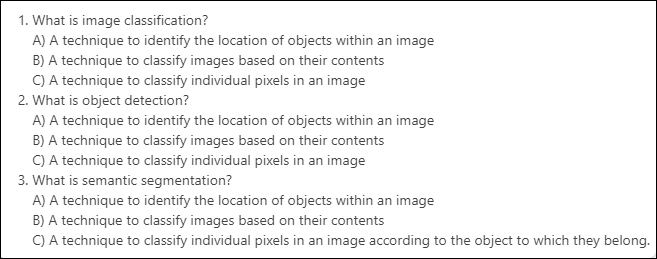 1. What is image classification?
A) A technique to identify the location of objects within an image
B) A technique to classify images based on their contents
C) A technique to classify individual pixels in an image
2. What is object detection?
A) A technique to identify the location of objects within an image
B) A technique to classify images based on their contents
C) A technique to classify individual pixels in an image
3. What is semantic segmentation?
A) A technique to identify the location of objects within an image
B) A technique to classify images based on their contents
C) A technique to classify individual pixels in an image according to the object to which they belong.